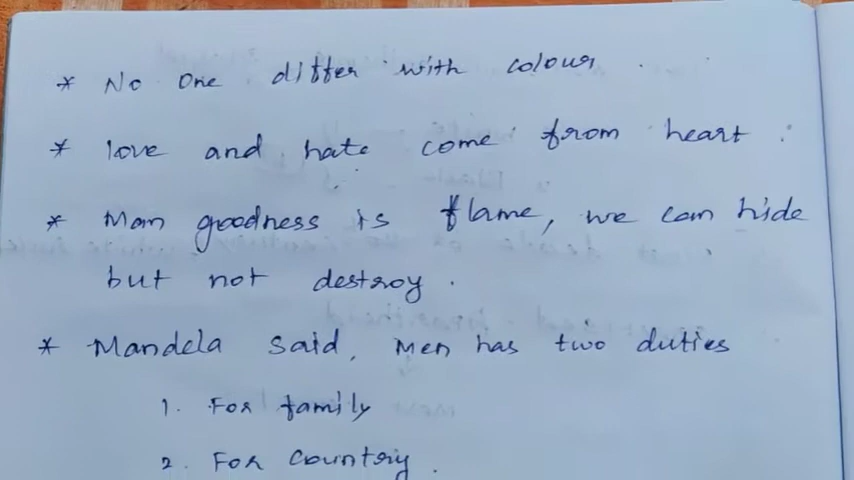 * No one differ with colour.
* love and hate come from heart.
* Man goodness is flame, we can hide
but not destroy.
* Mandela said, Men has two duties
1. For family
2. For Country.